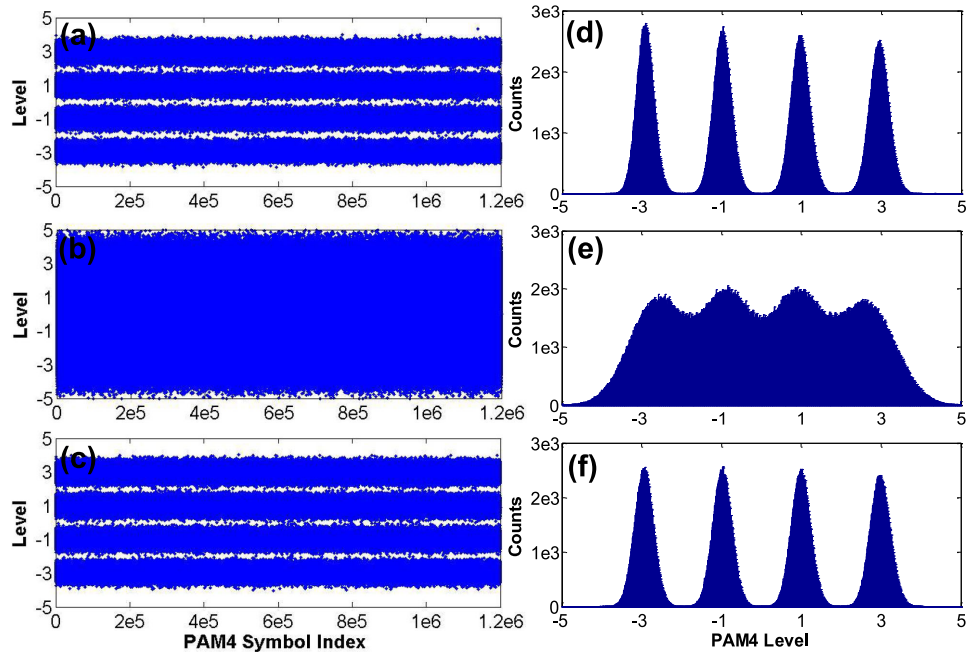 (a)
Level
5
3
1
-1
-3
-5
0 2e5 4e5 6e5 8e5 1e6 1.2e6
(d)
Counts
3e3
2e3
1e3
0
-5 -3 -1 1 3 5
(b)
Level
5
3
1
-1
-3
-5
0 2e5 4e5 6e5 8e5 1e6 1.2e6
(e)
Counts
3e3
2e3
1e3
0
-5 -3 -1 1 3 5
(c)
Level
5
3
1
-1
-3
-5
0 2e5 4e5 6e5 8e5 1e6 1.2e6
PAM4 Symbol Index
(f)
Counts
3e3
2e3
1e3
0
-5 -3 -1 1 3 5
PAM4 Level